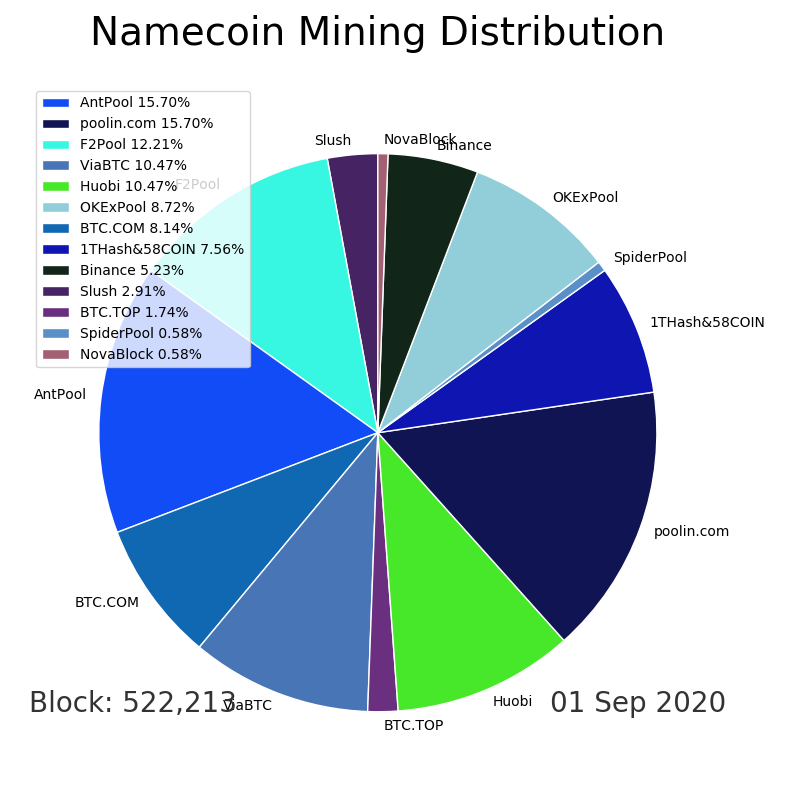 Namecoin Mining Distribution
AntPool 15.70%
poolin.com 15.70%
F2Pool 12.21%
ViaBTC 10.47%
Huobi 10.47%
OKExPool 8.72%
BTC.COM 8.14%
1THash&58COIN 7.56%
Binance 5.23%
Slush 2.91%
BTC.TOP 1.74%
SpiderPool 0.58%
NovaBlock 0.58%
Slush
NovaBlock
Binance
F2Pool
OKExPool
SpiderPool
1THash&58COIN
AntPool
poolin.com
BTC.COM
ViaBTC
Huobi
BTC.TOP
Block: 522,213
01 Sep 2020